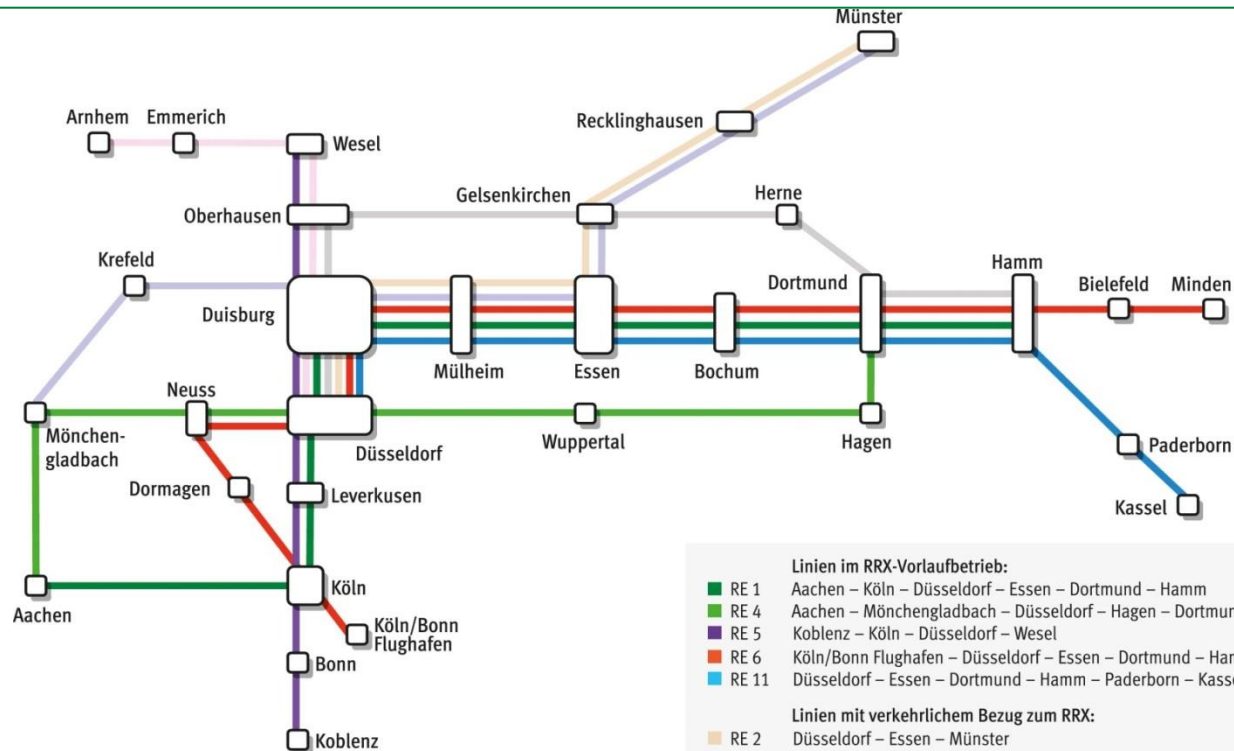 Münster
Recklinghausen
Arnhem
Emmerich
Wesel
Gelsenkirchen
Herne
Oberhausen
Krefeld
Dortmund
Hamm
Bielefeld
Minden
Duisburg
Mülheim
Essen
Bochum
Neuss
Mönchen-
gladbach
Düsseldorf
Wuppertal
Hagen
Paderborn
Dormagen
Leverkusen
Kassel
Köln
Aachen
Köln/Bonn
Flughafen
Bonn
Koblenz
Linien im RRX-Vorlaufbetrieb:
RE 1 Aachen – Köln – Düsseldorf – Essen – Dortmund – Hamm
RE 4 Aachen – Mönchengladbach – Düsseldorf – Hagen – Dortmun
RE 5 Koblenz – Köln – Düsseldorf – Wesel
RE 6 Köln/Bonn Flughafen – Düsseldorf – Essen – Dortmund – Han
RE 11 Düsseldorf – Essen – Dortmund – Hamm – Paderborn – Kasse
Linien mit verkehrlichem Bezug zum RRX:
RE 2 Düsseldorf – Essen – Münster